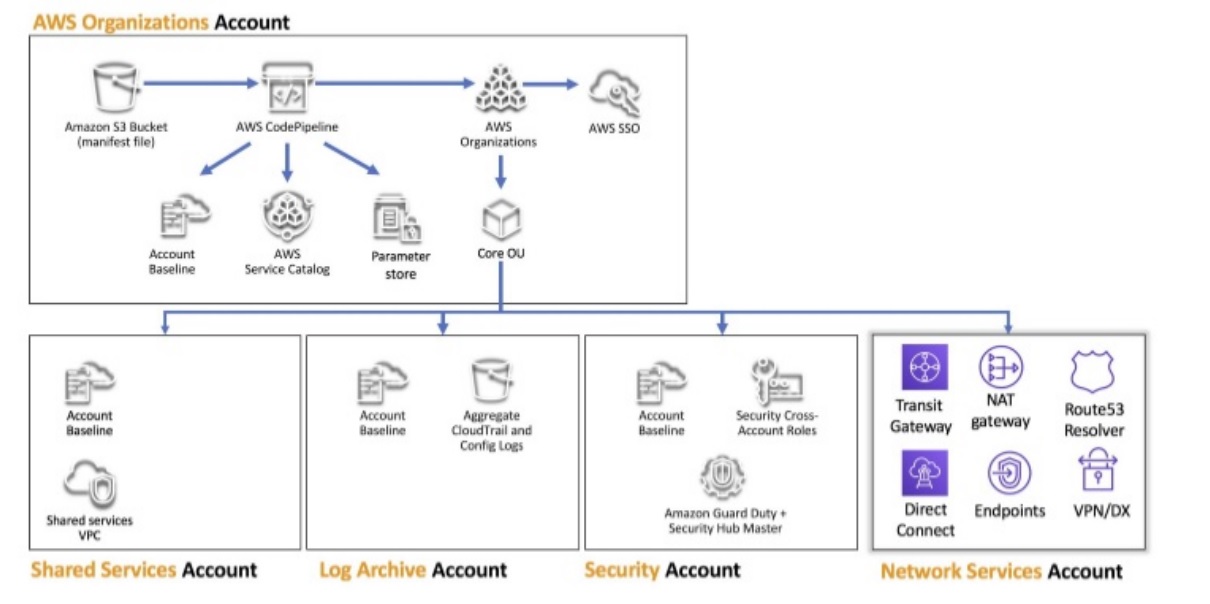 AWS Organizations Account
Amazon S3 Bucket
(manifest file)
AWS CodePipeline
AWS
Organizations
AWS SSO
Account
Baseline
AWS
Service Catalog
Parameter
store
Core OU
Account
Baseline
Shared services
VPC
Account
Baseline
Aggregate
CloudTrail and
Config Logs
Account
Baseline
Security Cross-
Account Roles
Amazon Guard Duty +
Security Hub Master
Transit
Gateway
NAT
gateway
Route53
Resolver
Direct
Connect
Endpoints
VPN/DX
Shared Services Account
Log Archive Account
Security Account
Network Services Account